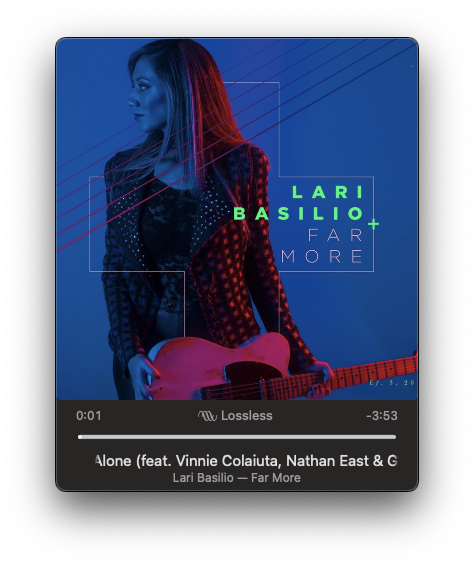 LARI
BASILIO
+
FAR
MORE
E/. 3, 20
0:01 Lossless -3:53
Alone (feat. Vinnie Colaiuta, Nathan East & G
Lari Basilio — Far More